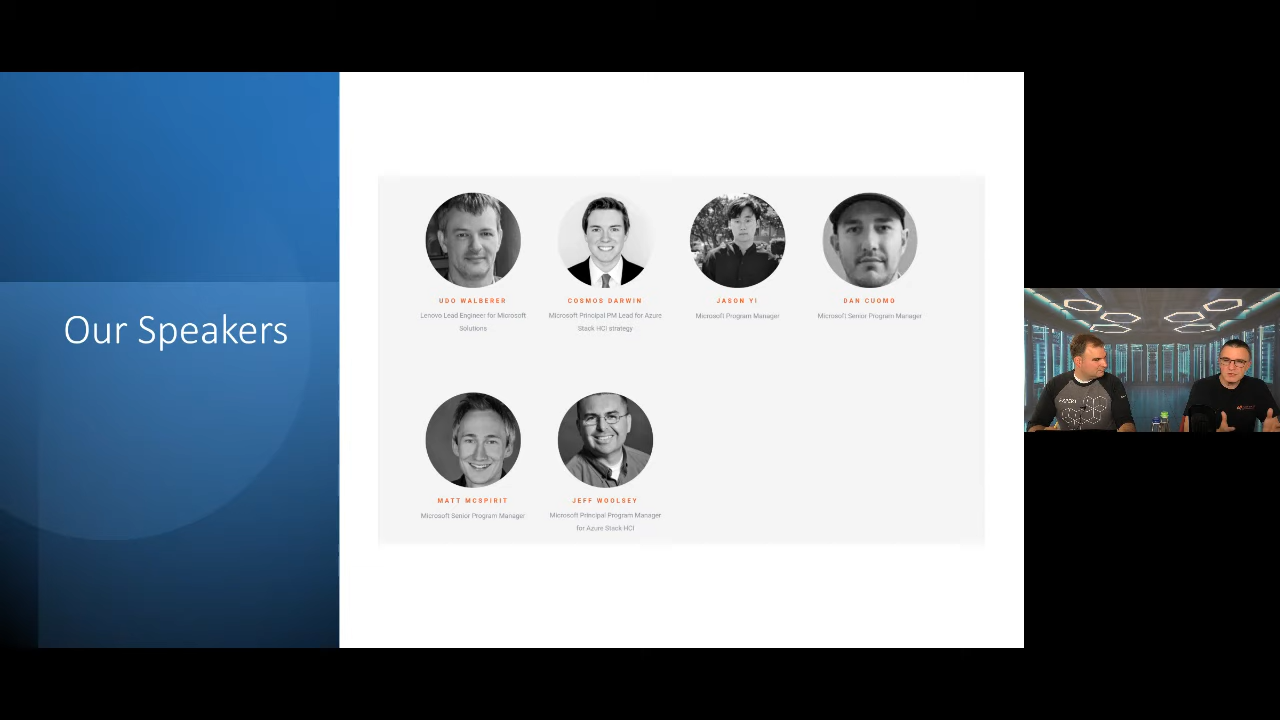 Our Speakers
UDO WALBERER
Lenovo Lead Engineer for Microsoft
Solutions
COSMOS DARWIN
Microsoft Principal PM Lead for Azure
Stack HCI strategy
JASON YI
Microsoft Program Manager
DAN CUOMO
Microsoft Senior Program Manager
MATT MCSPIRIT
Microsoft Senior Program Manager
JEFF WOOLSEY
Microsoft Principal Program Manager
for Azure Stack HCI